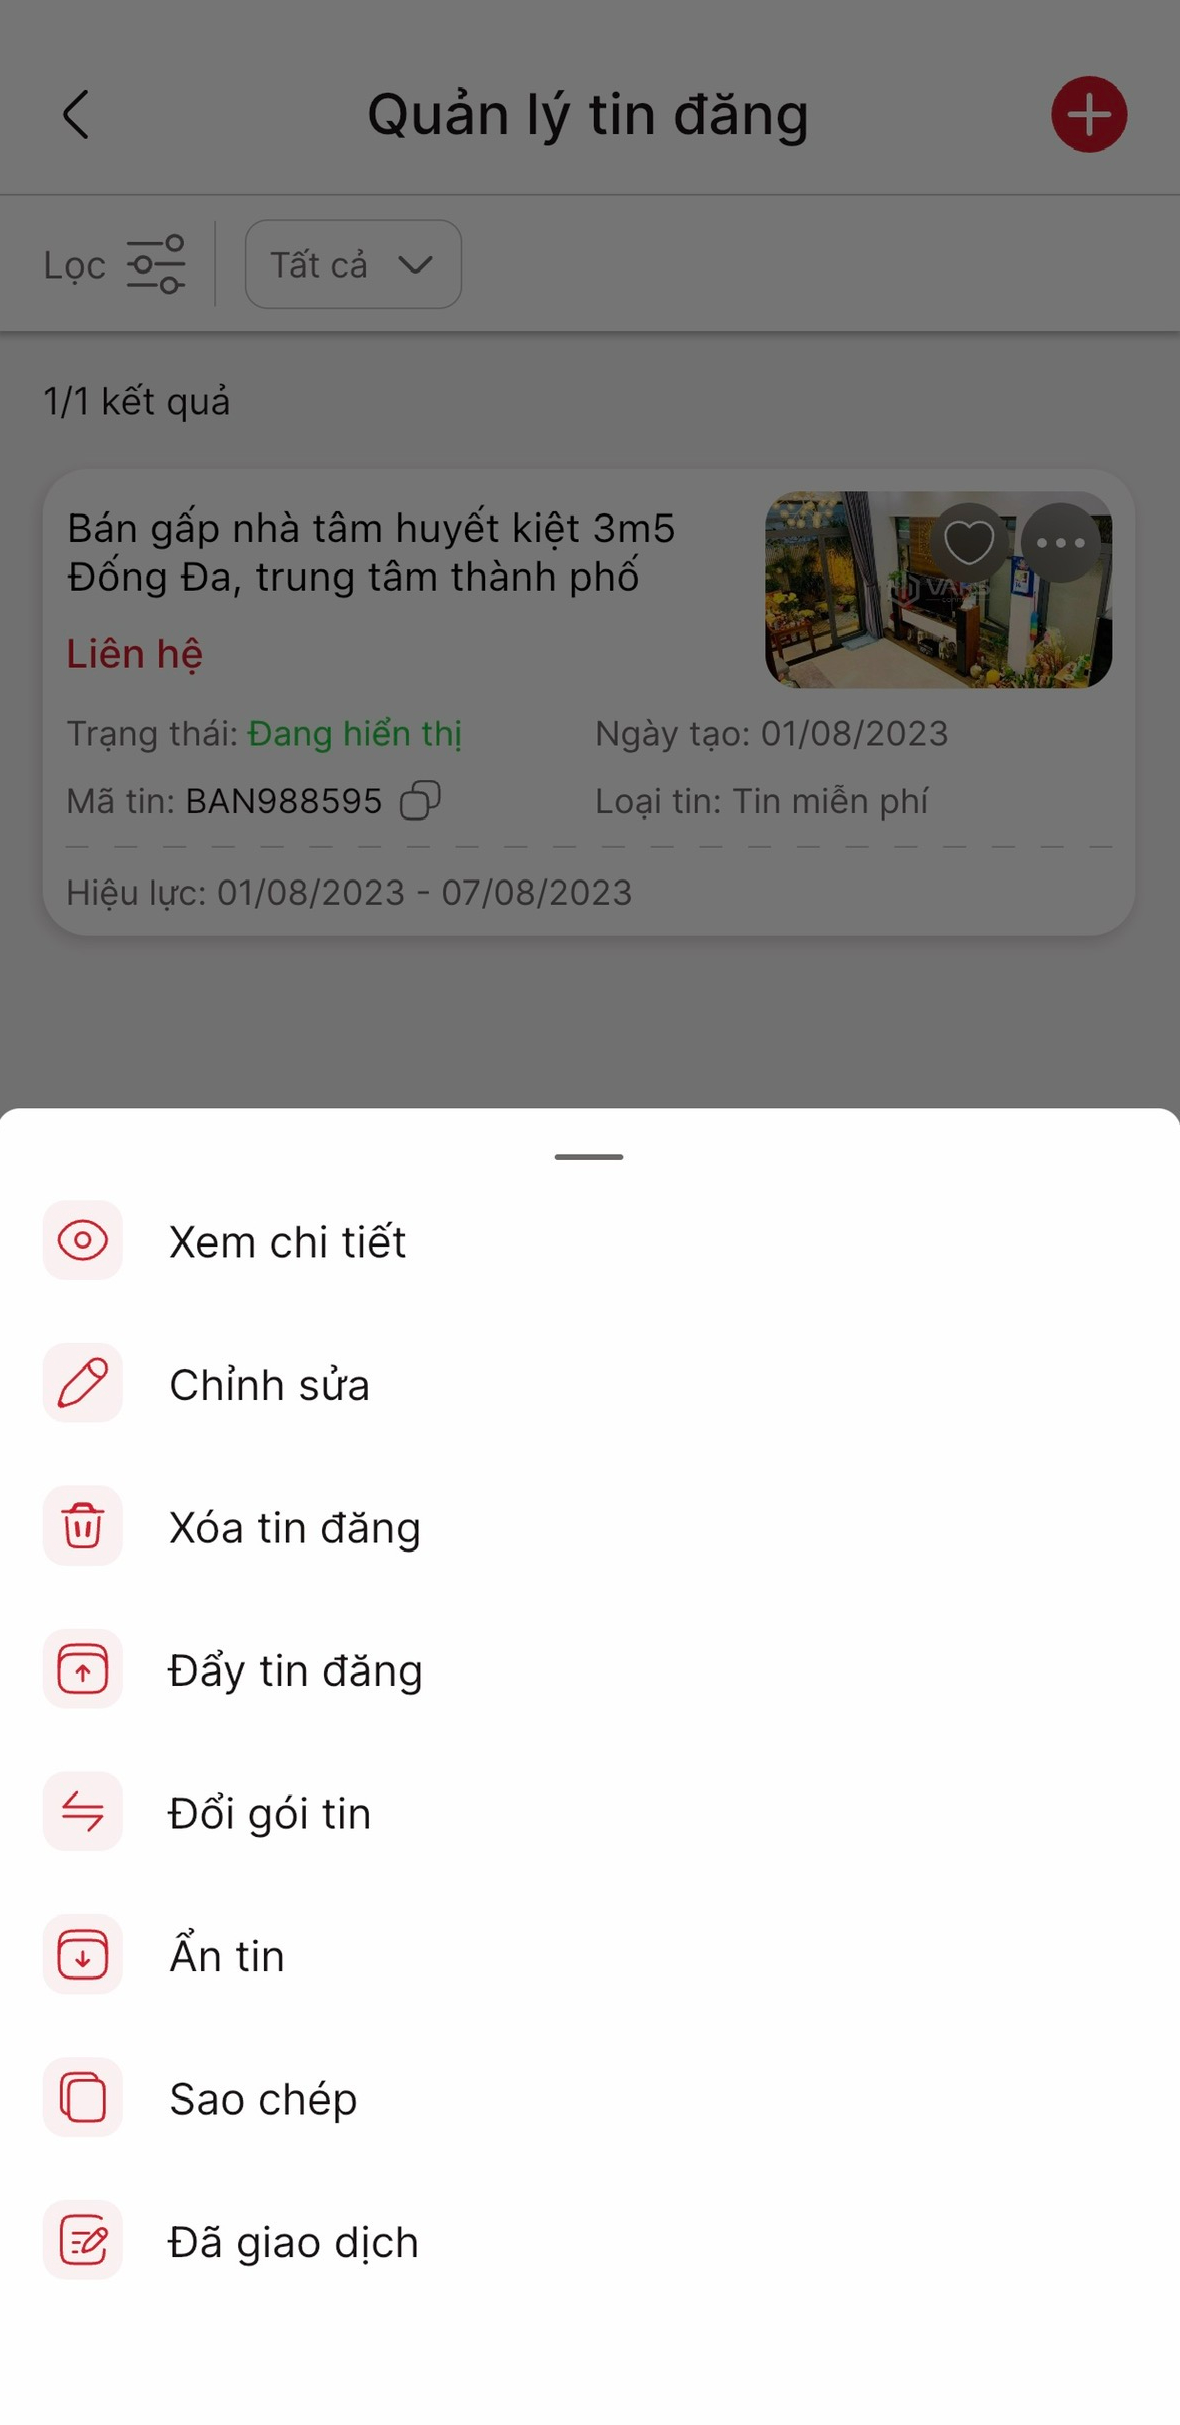 Quản lý tin đăng
Lọc
Tất cả
1/1 kết quả
Bán gấp nhà tâm huyết kiệt 3m5
Đống Đa, trung tâm thành phố
Liên hệ
VARS
Trạng thái: Đang hiển thị
Ngày tạo: 01/08/2023
Mã tin: BAN988595
Loại tin: Tin miễn phí
Hiệu lực: 01/08/2023 - 07/08/2023
Xem chi tiết
Chỉnh sửa
Xóa tin đăng
Đẩy tin đăng
Đổi gói tin
Ẩn tin
Sao chép
Đã giao dịch